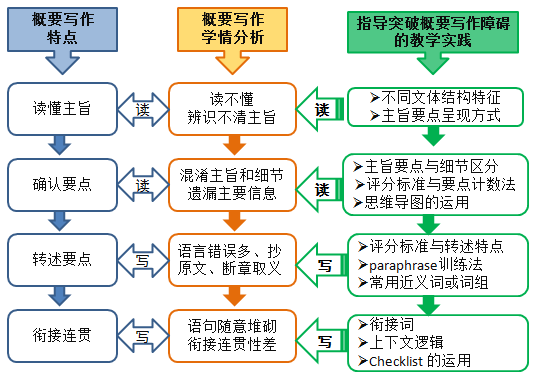 概要写作
特点
概要写作
学情分析
指导突破概要写作障碍
的教学实践
读懂主旨
读
读不懂
辨识不清主旨
读
➢不同文体结构特征
➢主旨要点呈现方式
确认要点
读
混淆主旨和细节
遗漏主要信息
读
➢主旨要点与细节区分
➢评分标准与要点计数法
➢思维导图的运用
转述要点
写
语言错误多、抄
原文、断章取义
写
➢评分标准与转述特点
➢paraphrase训练法
➢常用近义词或词组
衔接连贯
写
语句随意堆砌
衔接连贯性差
写
➢衔接词
➢上下文逻辑
➢Checklist 的运用